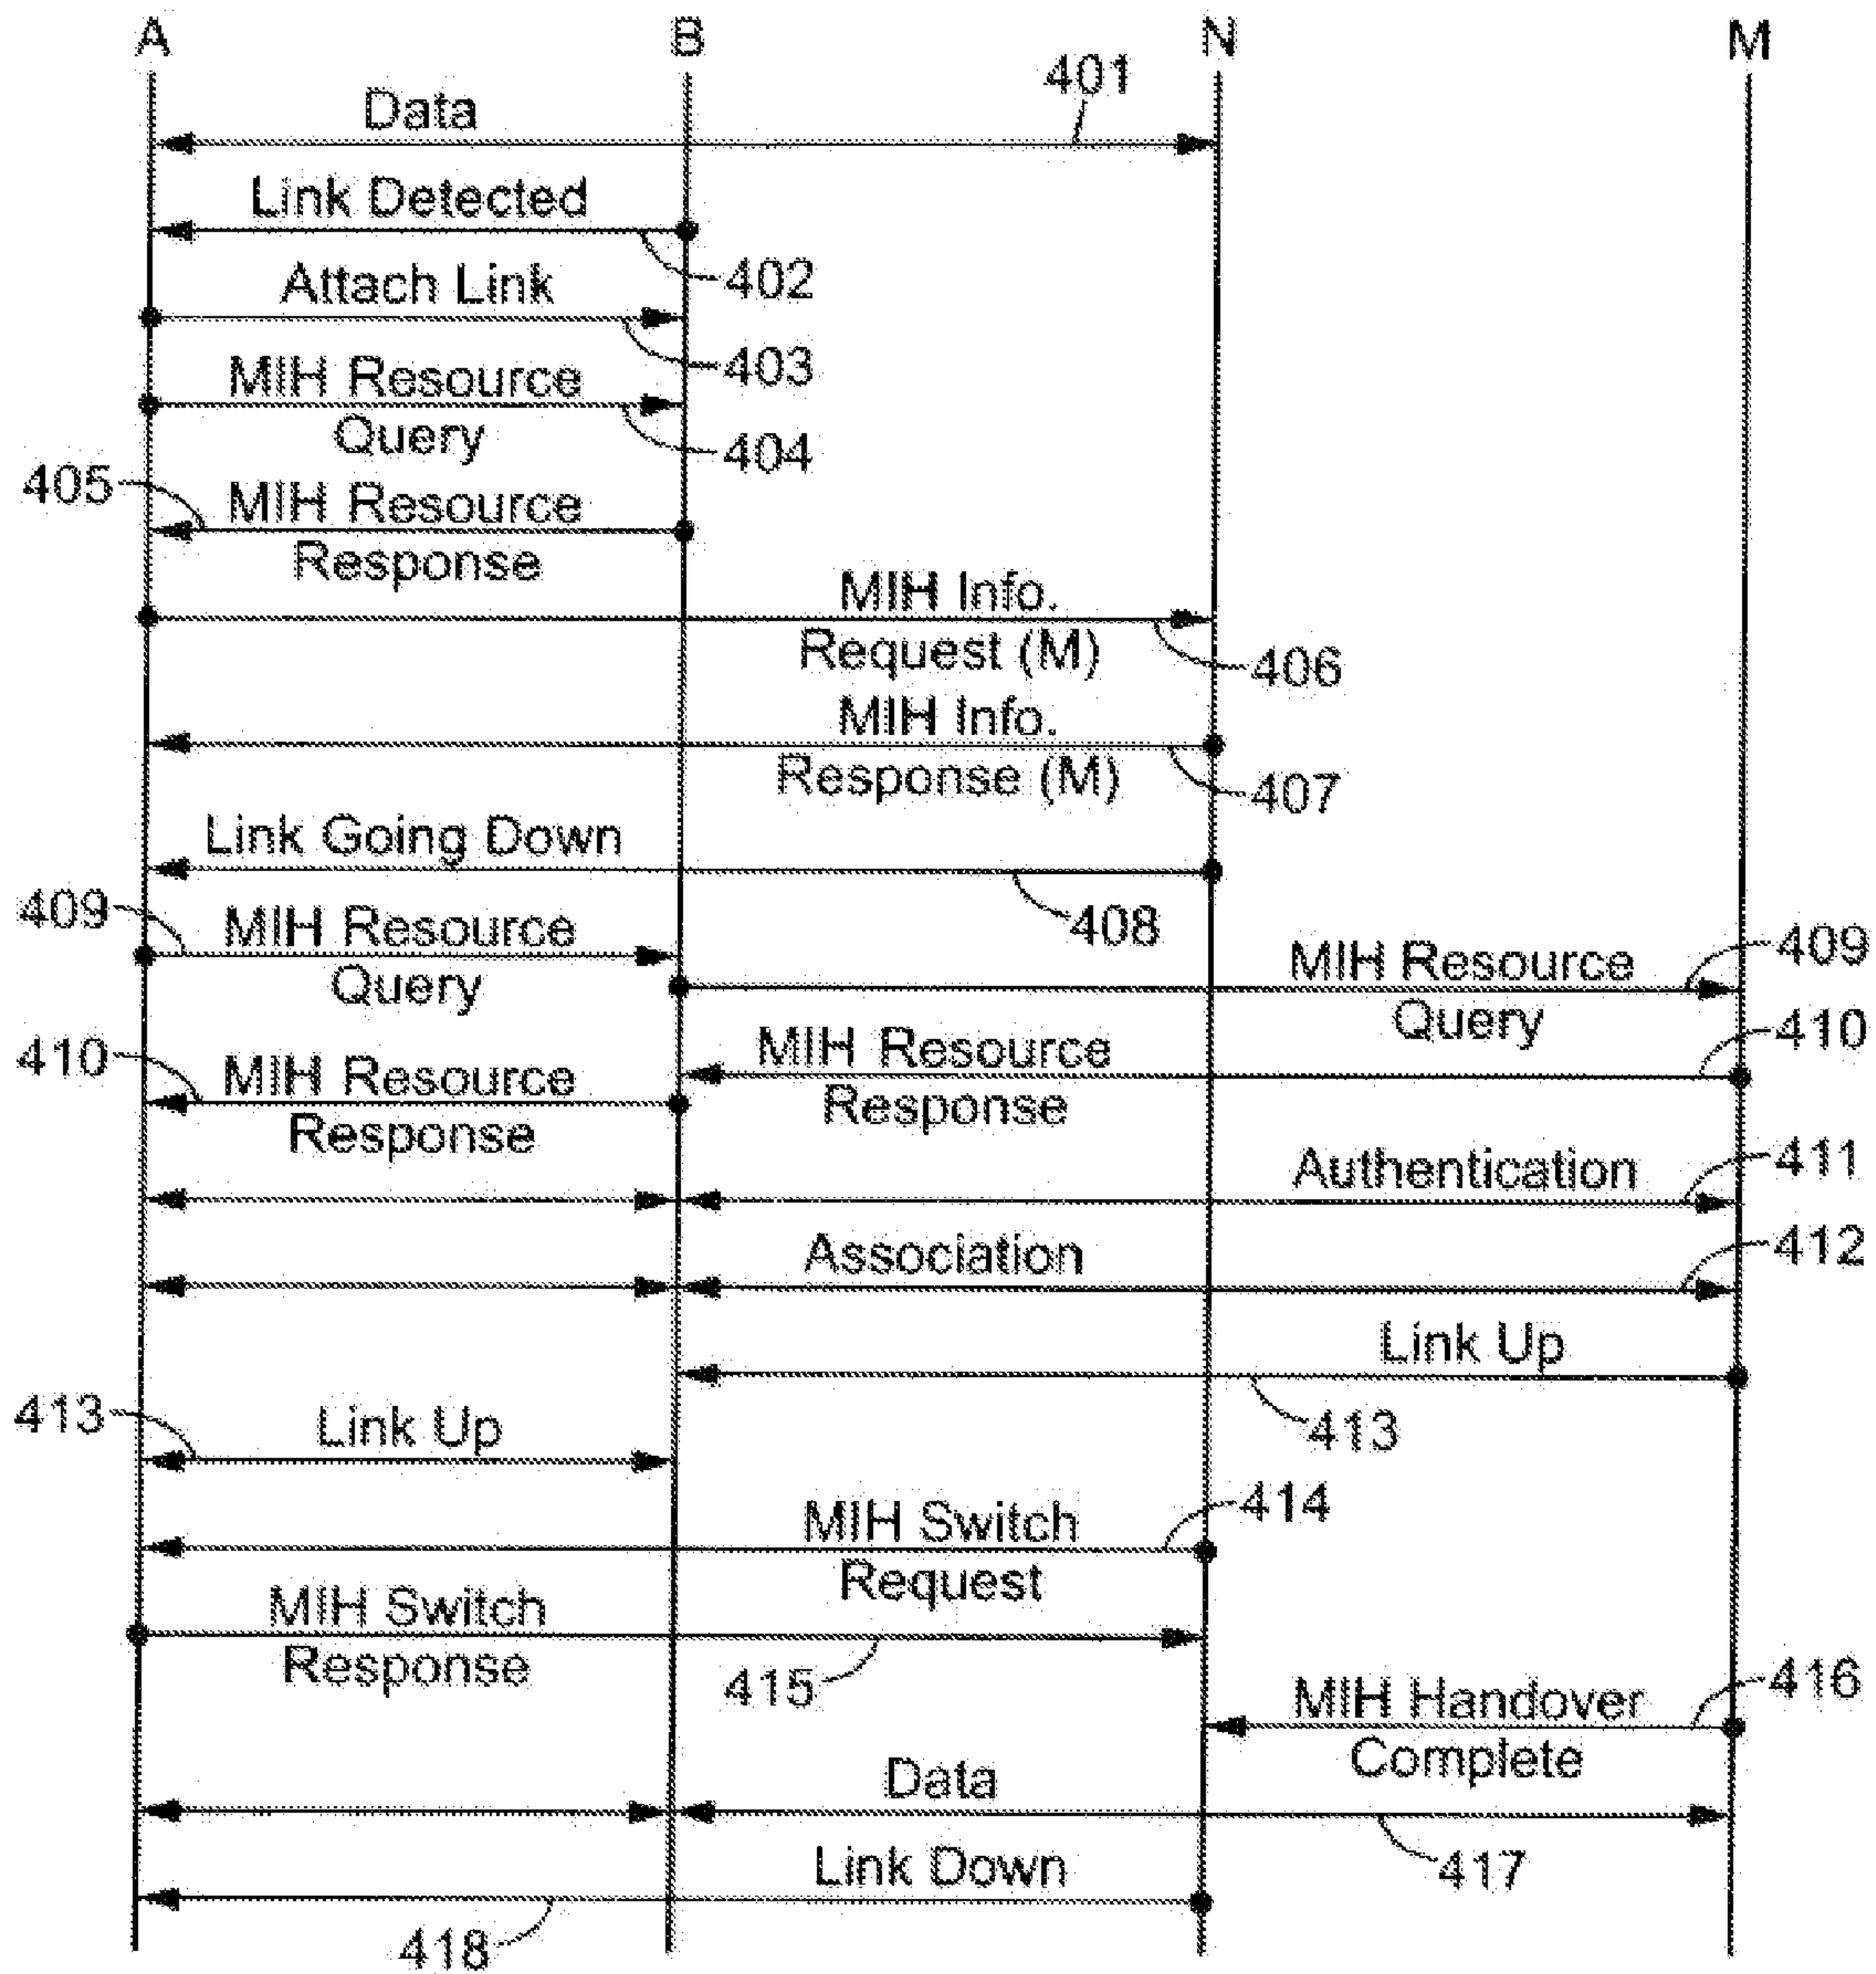 A B N M
401
Data
Link Detected
402
Attach Link
403
MIH Resource
Query
404
405
MIH Resource
Response
MIH Info.
Request (M)
406
MIH Info.
Response (M)
407
Link Going Down
408
409
MIH Resource
Query
409
MIH Resource
Query
410
MIH Resource
Response
410
MIH Resource
Response
Authentication
411
Association
412
Link Up
413
413
Link Up
MIH Switch
Request
414
MIH Switch
Response
415
416
MIH Handover
Complete
Data
417
Link Down
418